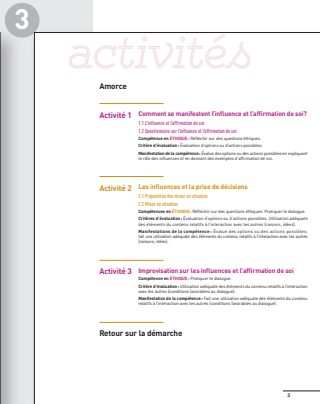 3
activités
Amorce
Activité 1 Comment se manifestent l'influence et l'affirmation de soi?
1.1 L'influence et l'affirmation de soi
1.2 Questionnaire sur l'influence et l'affirmation de soi
Compétence en ÉTHIQUE : Réfléchir sur des questions éthiques.
Critère d'évaluation : Évaluation d'options ou d'actions possibles.
Manifestation de la compétence : Évalue des options ou des actions possibles en expliquant
le rôle des influences et en donnant des exemples d'affirmation de soi.
Activité 2 Les influences et la prise de décisions
2.1 Préparation des mises en situation
2.2 Mises en situation
Compétences en ÉTHIQUE : Réfléchir sur des questions éthiques. Pratiquer le dialogue.
Critères d'évaluation : Évaluation d'options ou d'actions possibles. Utilisation adéquate
des éléments du contenu relatifs à l'interaction avec les autres (raisons, idées).
Manifestations de la compétence : Évalue des options ou des actions possibles;
fait une utilisation adéquate des éléments du contenu relatifs à l'interaction avec les autres
(raisons, idées).
Activité 3 Improvisation sur les influences et l'affirmation de soi
Compétence en ÉTHIQUE : Pratiquer le dialogue.
Critère d'évaluation : Utilisation adéquate des éléments du contenu relatifs à l'interaction
avec les autres (conditions favorables au dialogue).
Manifestation de la compétence : Fait une utilisation adéquate des éléments du contenu
relatifs à l'interaction avec les autres (conditions favorables au dialogue).
Retour sur la démarche
3